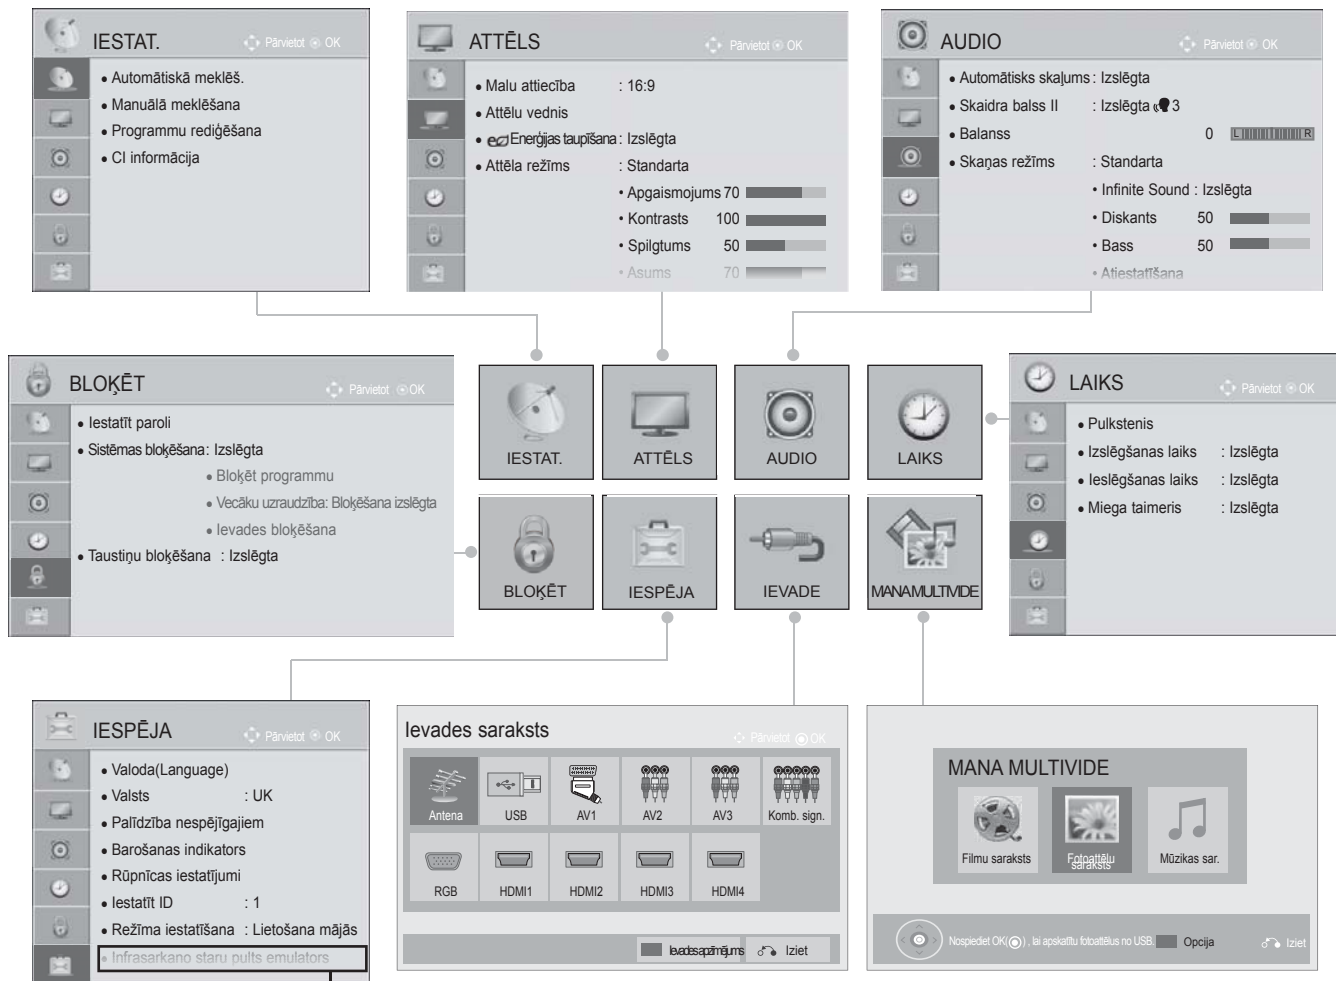 IESTAT.
Pārvietot OK
• Automātiskā meklēš.
• Manuālā meklēšana
• Programmu rediģēšana
• CI informācija
ATTĒLS
Pārvietot OK
• Malu attiecība : 16:9
• Attēlu vednis
• Enerģijas taupīšana : Izslēgta
• Attēla režīms : Standarta
• Apgaismojums 70
• Kontrasts 100
• Spilgtums 50
• Asums 70
AUDIO
Pārvietot OK
• Automātisks skaļums : Izslēgta
• Skaidra balss II : Izslēgta 3
• Balanss 0 L R
• Skaņas režīms : Standarta
• Infinite Sound : Izslēgta
• Diskants 50
• Bass 50
• Atiestatīšana
BLOĶĒT
Pārvietot OK
• Iestatīt paroli
• Sistēmas bloķēšana: Izslēgta
• Bloķēt programmu
• Vecāku uzraudzība: Bloķēšana izslēgta
• Ievades bloķēšana
• Taustiņu bloķēšana : Izslēgta
IESTAT.
ATTĒLS
AUDIO
LAIKS
BLOĶĒT
IESPĒJA
IEVADE
MANA MULTIVIDE
LAIKS
Pārvietot OK
• Pulkstenis
• Izslēgšanas laiks : Izslēgta
• Ieslēgšanas laiks : Izslēgta
• Miega taimeris : Izslēgta
IESPĒJA
Pārvietot OK
• Valoda(Language)
• Valsts : UK
• Palīdzība nespējīgajiem
• Barošanas indikators
• Rūpnīcas iestatījumi
• Iestatīt ID : 1
• Režīma iestatīšana : Lietošana mājās
• Infrasarkano staru pults emulators
Ievades saraksts
Pārvietot OK
Antena
USB
AV1
AV2
AV3
Komb. sign.
RGB
HDMI1
HDMI2
HDMI3
HDMI4
Ievades apzīmējums
Iziet
MANA MULTIVIDE
Filmu saraksts
Fotoattēlu
saraksts
Mūzikas sar.
Nospiediet OK( ) , lai apskatītu fotoattēlus no USB.
Opcija
Iziet